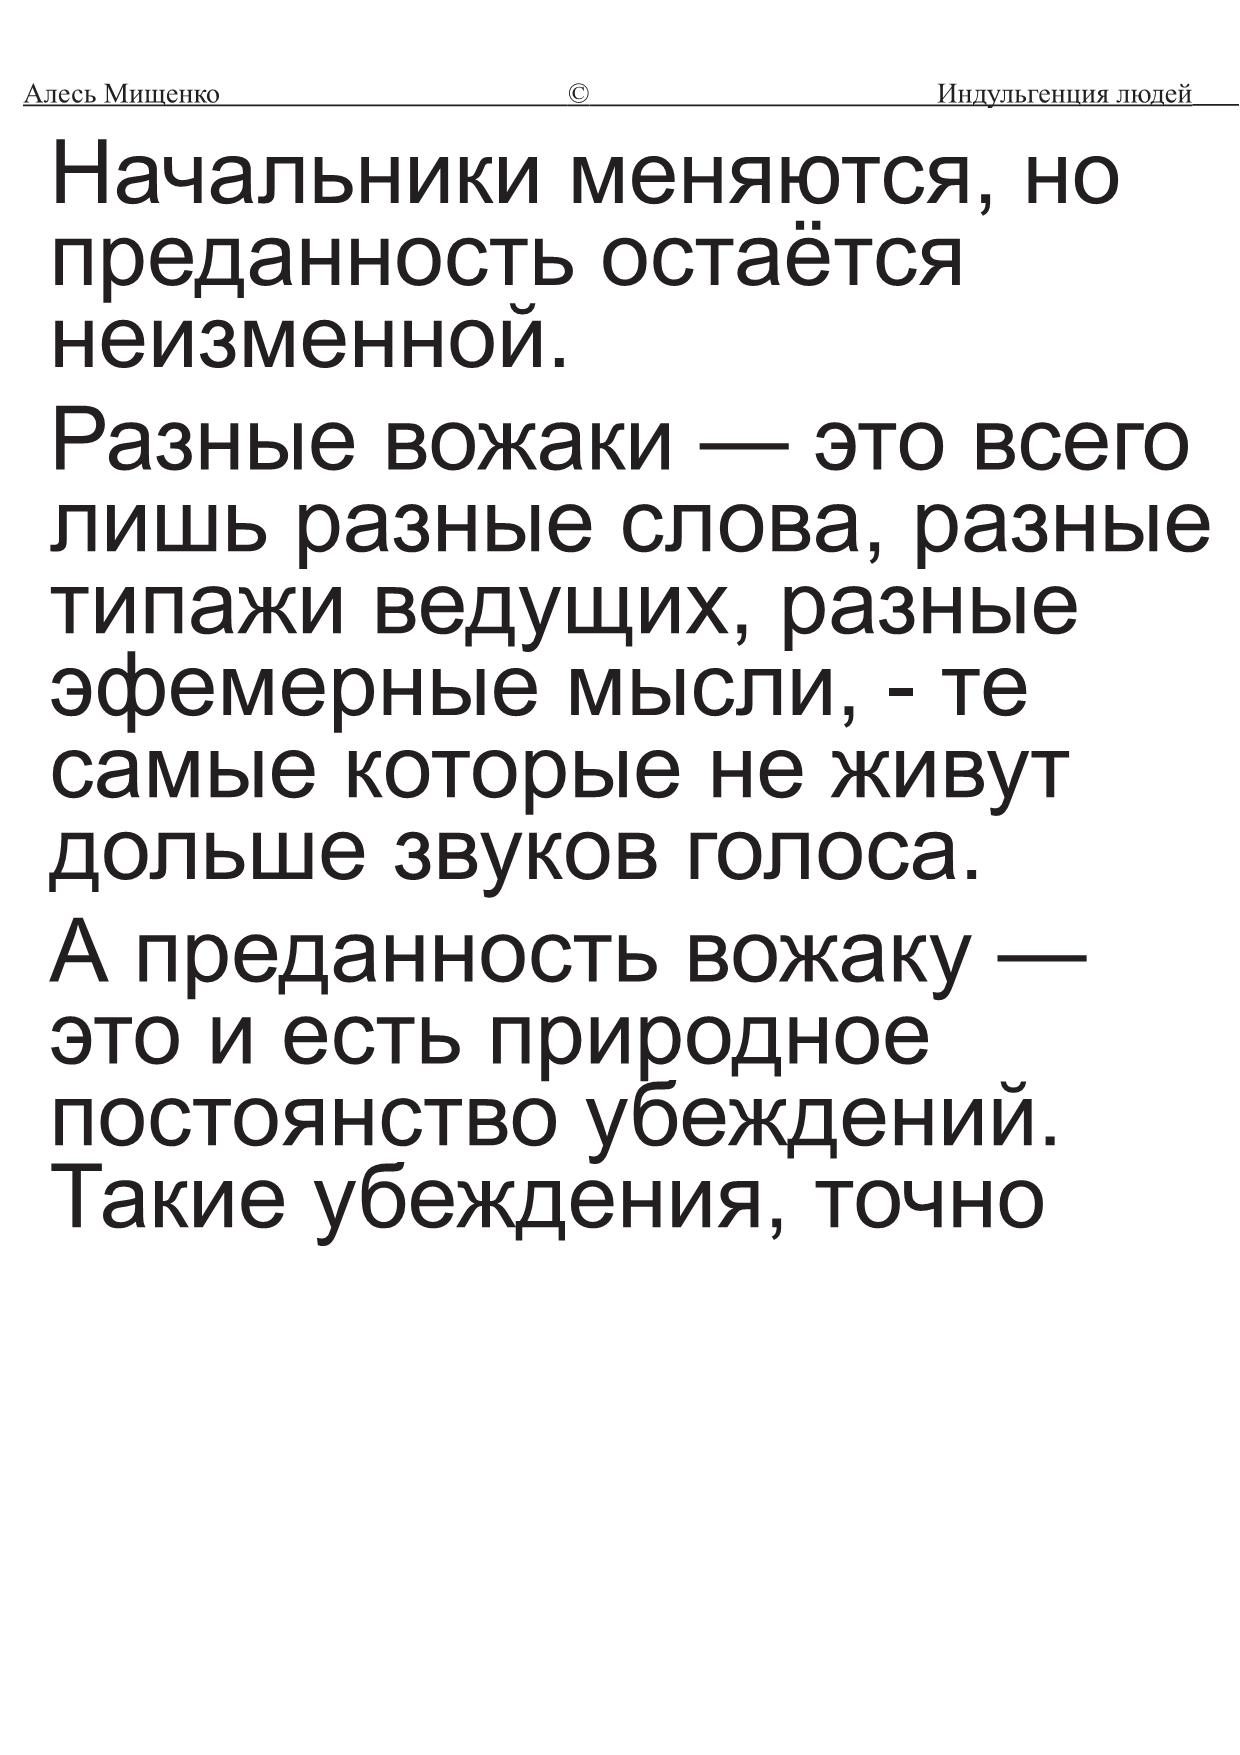 Алесь Мищенко © Индульгенция людей
Начальники меняются, но
преданность остаётся
неизменной.
Разные вожаки — это всего
лишь разные слова, разные
типажи ведущих, разные
эфемерные мысли, - те
самые которые не живут
дольше звуков голоса.
А преданность вожаку —
это и есть природное
постоянство убеждений.
Такие убеждения, точно